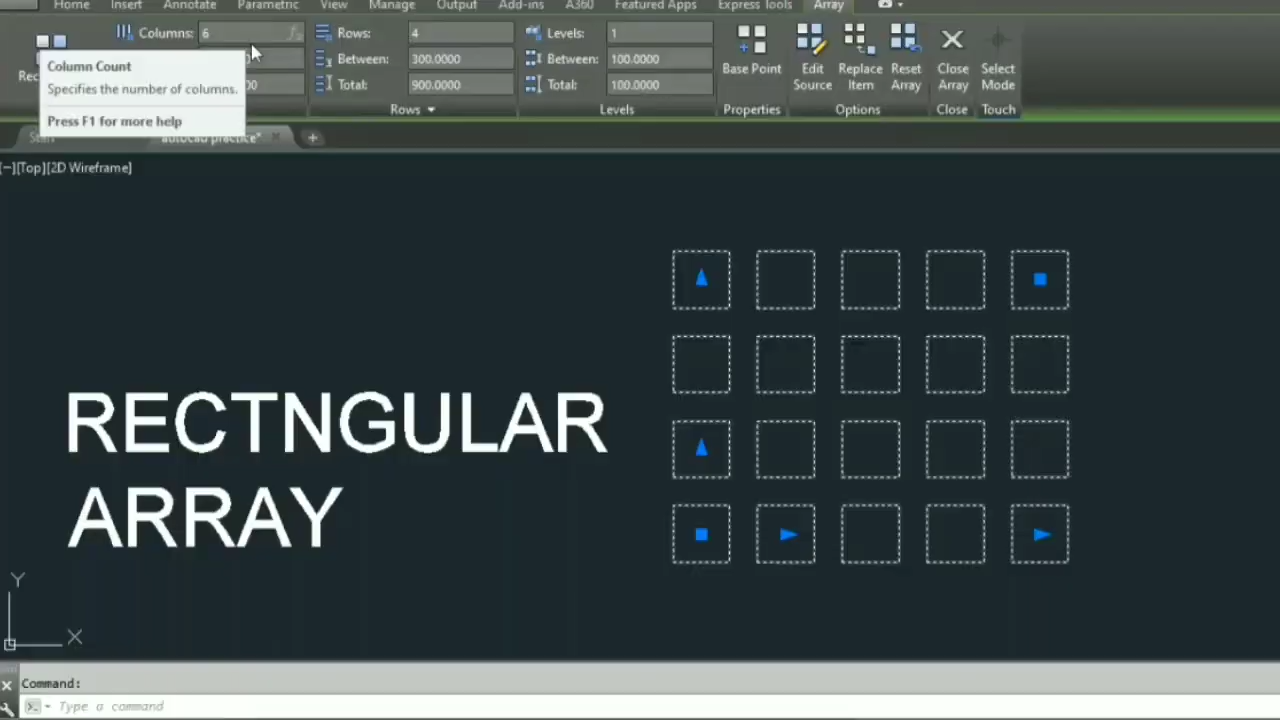 Home Insert Annotate Parametric View Manage Output Add-ins A360 Featured Apps Express Tools Array
Columns: 6 Rows: 4 Levels: 1
Between: 300.0000 Between: 100.0000
Total: 900.0000 Total: 100.0000
Column Count
Specifies the number of columns.
Press F1 for more help
Base Point
Edit Source
Replace Item
Reset Array
Close Array
Select Mode
Rows Levels Properties Options Close Touch
autocad practice*
[−][Top][2D Wireframe]
RECTNGULAR
ARRAY
Y
X
Command:
Type a command